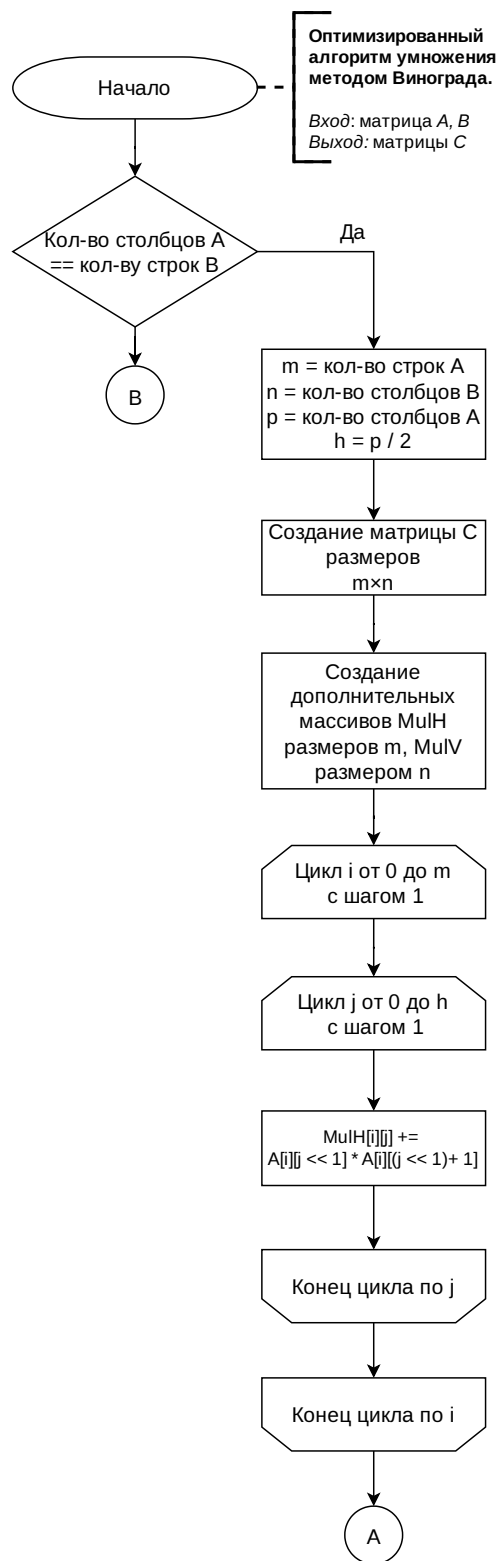 Оптимизированный
алгоритм умножения
методом Винограда.
Вход: матрица A, B
Выход: матрицы C
Начало
Кол-во столбцов A
== кол-ву строк B
Да
B
m = кол-во строк A
n = кол-во столбцов B
p = кол-во столбцов A
h = p / 2
Создание матрицы C
размеров
m×n
Создание
дополнительных
массивов MulH
размеров m, MulV
размером n
Цикл i от 0 до m
с шагом 1
Цикл j от 0 до h
с шагом 1
MulH[i][j] +=
A[i][j << 1] * A[i][(j << 1)+ 1]
Конец цикла по j
Конец цикла по i
A